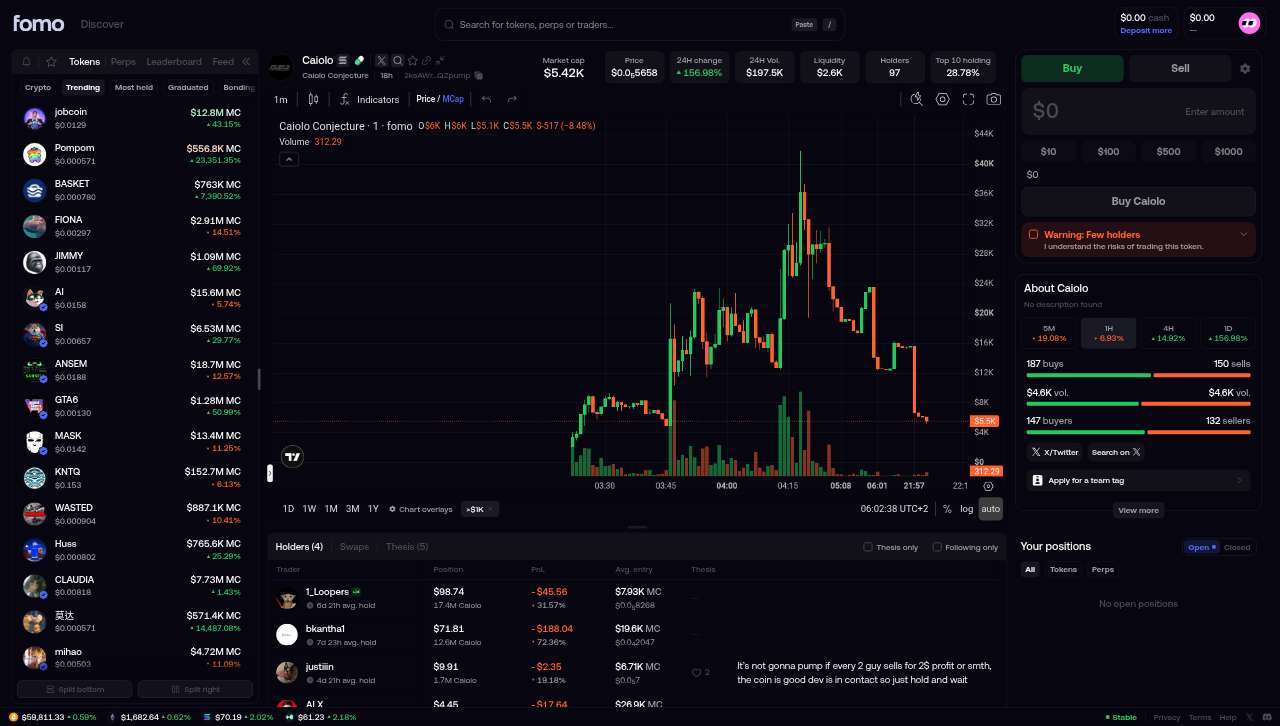 fomo Discover
Search for tokens, perps or traders... Paste /
$0.00 cash
Deposit more
$0.00
—
Tokens Perps Leaderboard Feed
Crypto Trending Most held Graduated Bonding
jobcoin $12.8M MC
$0.0129 43.15%
Pompom $556.8K MC
$0.000571 23,351.35%
BASKET $763K MC
$0.000780 7,390.52%
FIONA $2.91M MC
$0.00297 14.51%
JIMMY $1.09M MC
$0.00117 69.92%
AI $15.6M MC
$0.0158 5.74%
SI $6.53M MC
$0.00657 29.77%
ANSEM $18.7M MC
$0.0188 12.57%
GTA6 $1.28M MC
$0.00130 50.99%
MASK $13.4M MC
$0.0142 11.25%
KNTQ $152.7M MC
$0.153 6.13%
WASTED $887.1K MC
$0.000904 10.41%
Huss $765.6K MC
$0.000802 25.29%
CLAUDIA $7.73M MC
$0.00818 1.43%
莫达 $571.4K MC
$0.000571 14,487.08%
mihao $4.72M MC
$0.00503 11.09%
Split bottom Split right
Caiolo
Caiolo Conjecture 18h
Market cap
$5.42K
Price
$0.0₅5658
24H change
156.98%
24H Vol.
$197.5K
Liquidity
$2.6K
Holders
97
Top 10 holding
28.78%
1m Indicators Price / MCap
Caiolo Conjecture · 1 · fomo O$6K H$6K L$5.1K C$5.5K $-517 (−8.48%)
Volume 312.29
$44K
$40K
$36K
$32K
$28K
$24K
$20K
$16K
$12K
$8K
$5.5K
$4K
$0
312.29
03:30 03:45 04:00 04:15 05:08 06:01 21:57 22:1
1D 1W 1M 3M 1Y Chart overlays >$1K
06:02:38 UTC+2 % log auto
Holders (4) Swaps Thesis (5)
Thesis only Following only
Trader Position PnL Avg. entry Thesis
1_Loopers $98.74 -$45.56 $7.93K MC
6d 21h avg. hold 17.4M Caiolo 31.57% $0.0₅8268
bkantha1 $71.81 -$188.04 $19.6K MC
7d 23h avg. hold 12.6M Caiolo 72.36% $0.0₄2047
justiiin $9.91 -$2.35 $6.71K MC
4d 21h avg. hold 1.7M Caiolo 19.18% $0.0₅7
2
It's not gonna pump if every 2 guy sells for 2$ profit or smth,
the coin is good dev is in contact so just hold and wait
ALX $4.45 -$17.64 $26.9K MC
Buy Sell
$0 Enter amount
$10 $100 $500 $1000
$0
Buy Caiolo
Warning: Few holders
I understand the risks of trading this token.
About Caiolo
No description found
5M 1H 4H 1D
19.08% 6.93% 14.92% 156.98%
187 buys 150 sells
$4.6K vol. $4.6K vol.
147 buyers 132 sellers
X/Twitter Search on X
Apply for a team tag
View more
Your positions Open Closed
All Tokens Perps
No open positions
$59,811.33 0.59% $1,682.64 0.62% $70.19 2.02% $61.23 2.18%
Stable Privacy Terms Help